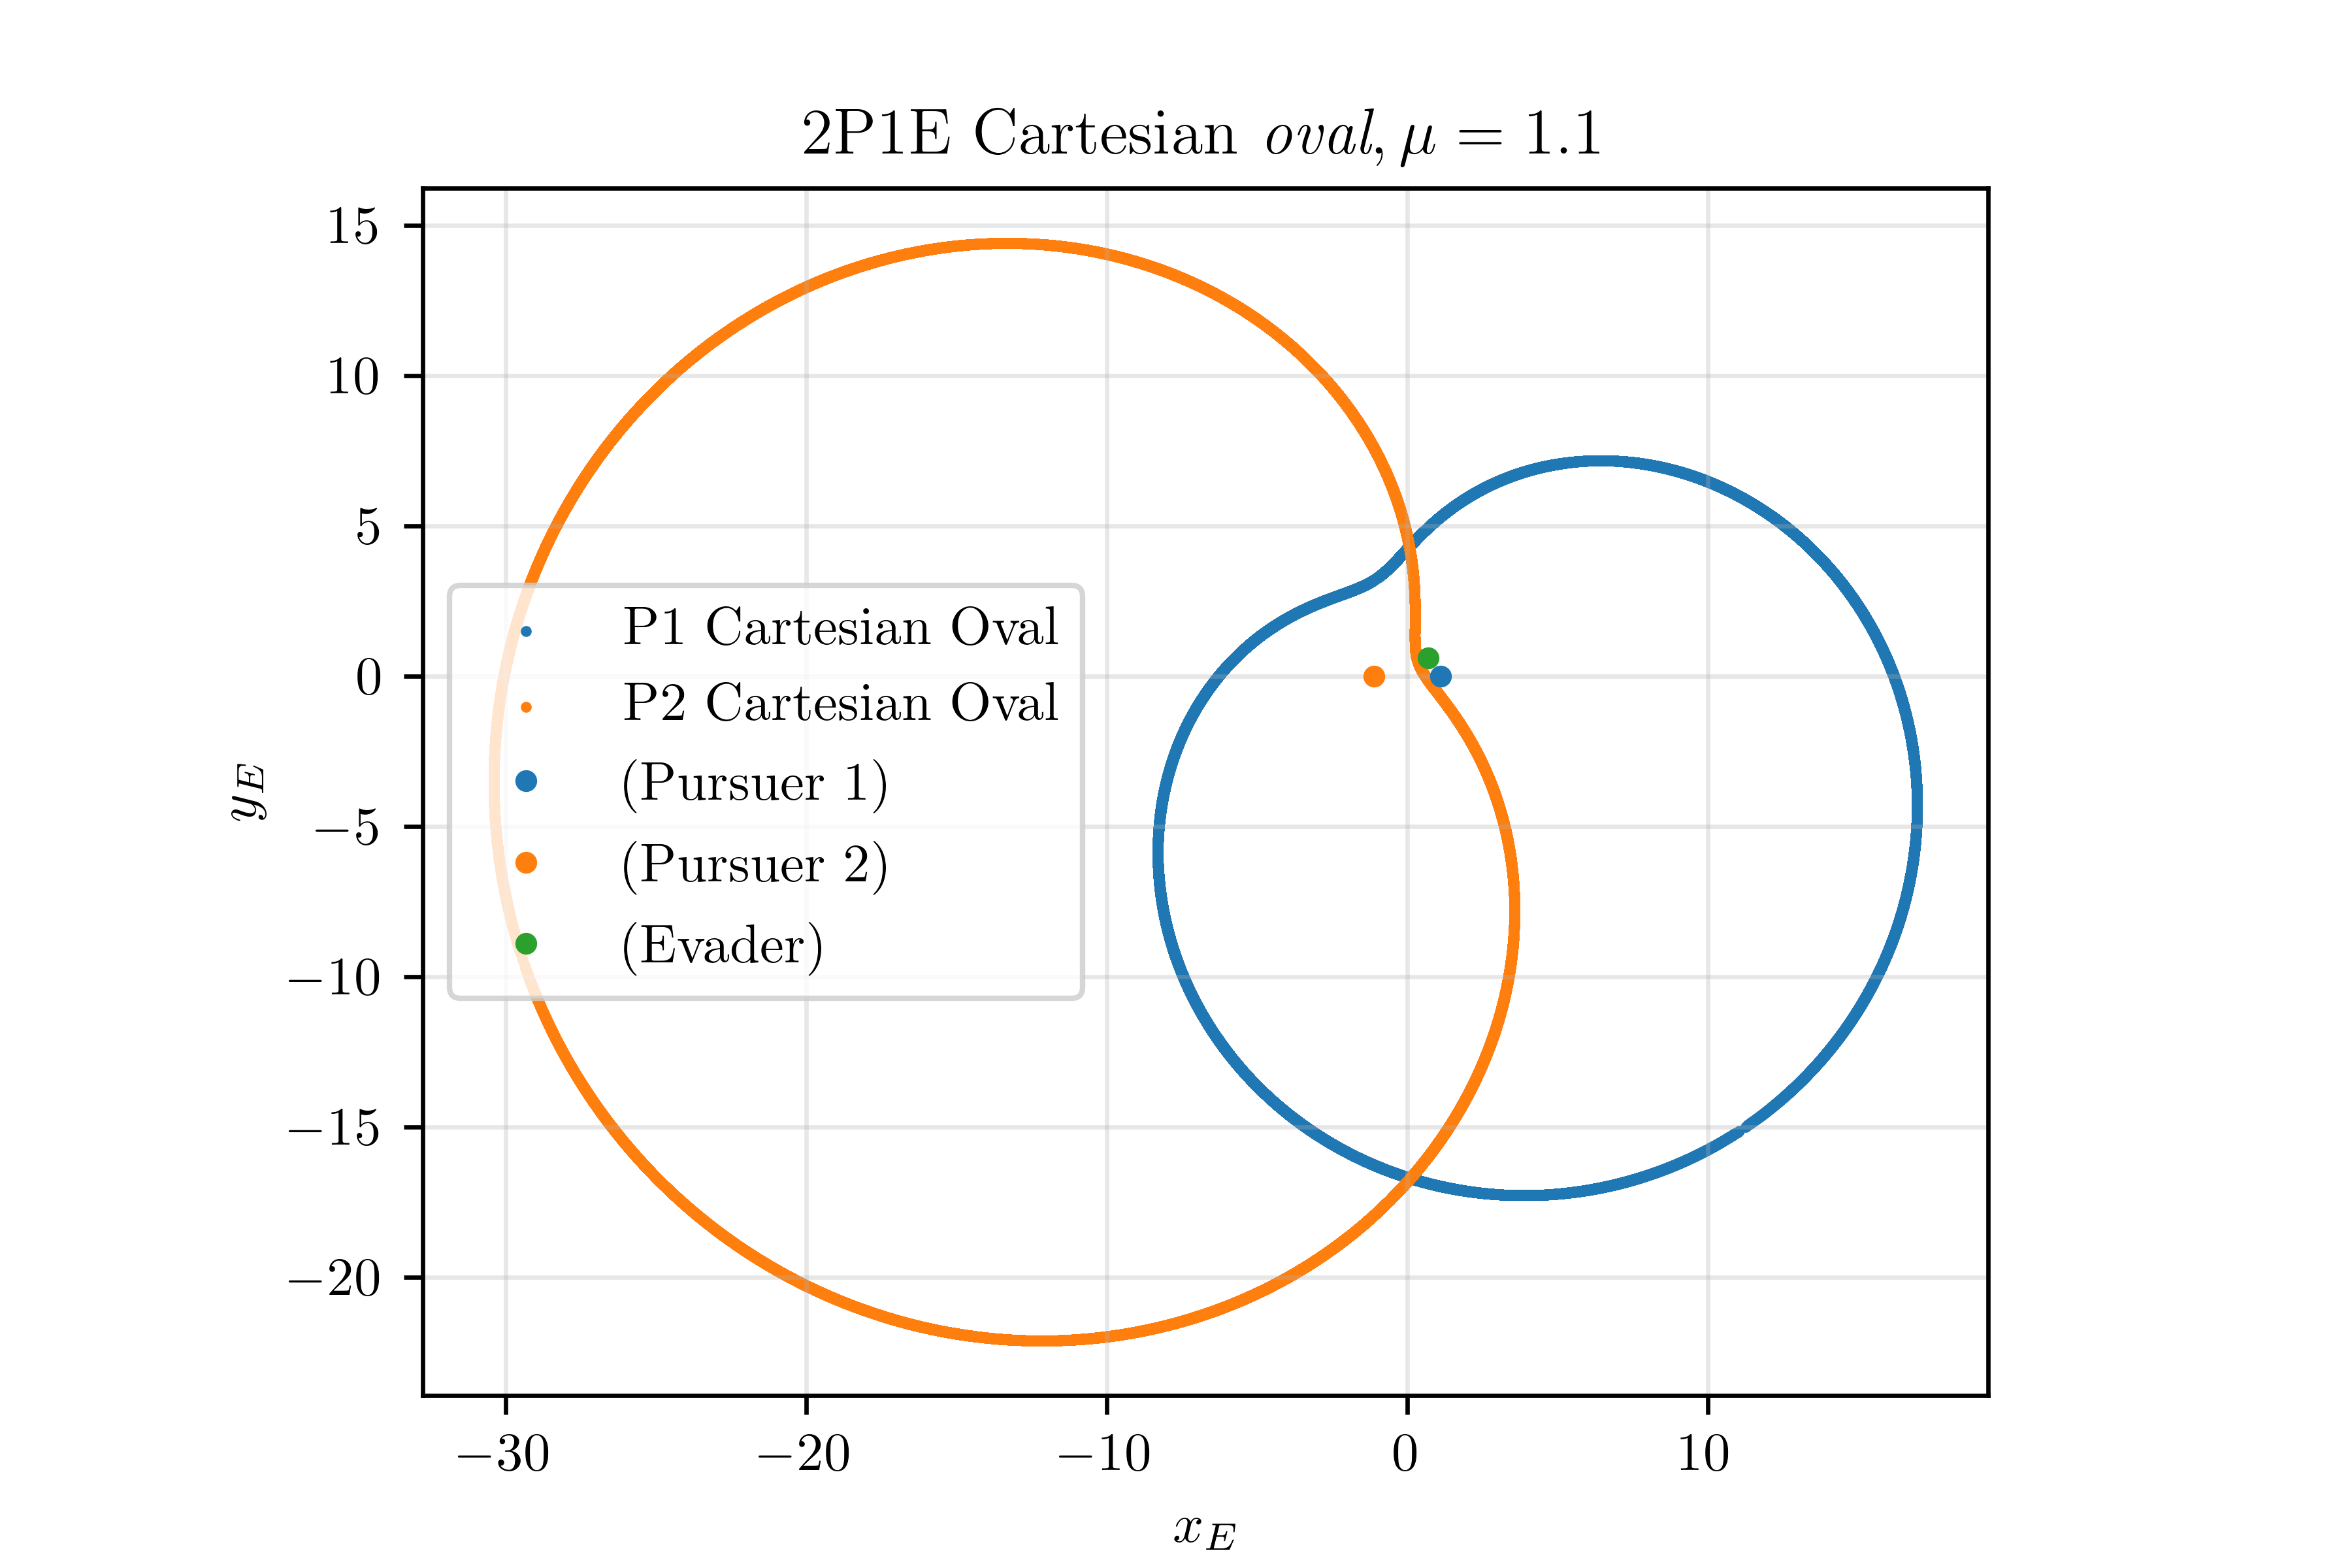 2P1E Cartesian oval, μ = 1.1
15
10
5
0
−5
−10
−15
−20
y_E
P1 Cartesian Oval
P2 Cartesian Oval
(Pursuer 1)
(Pursuer 2)
(Evader)
−30 −20 −10 0 10
x_E